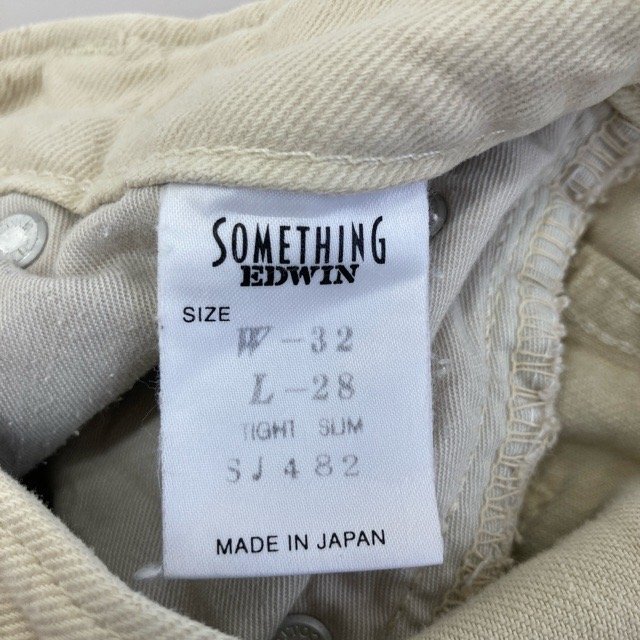 SOMETHING
EDWIN
SIZE
W-32
L-28
TIGHT SLIM
SJ482
MADE IN JAPAN